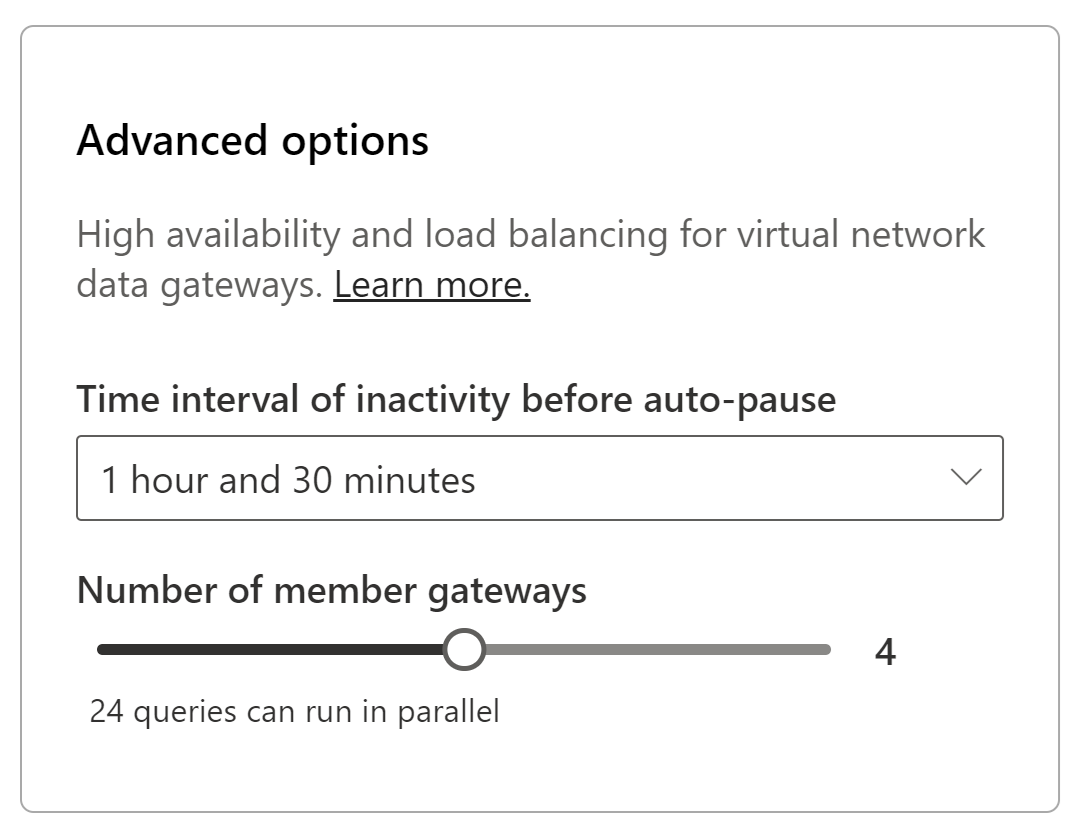 Advanced options
High availability and load balancing for virtual network
data gateways. Learn more.
Time interval of inactivity before auto-pause
1 hour and 30 minutes
Number of member gateways
4
24 queries can run in parallel